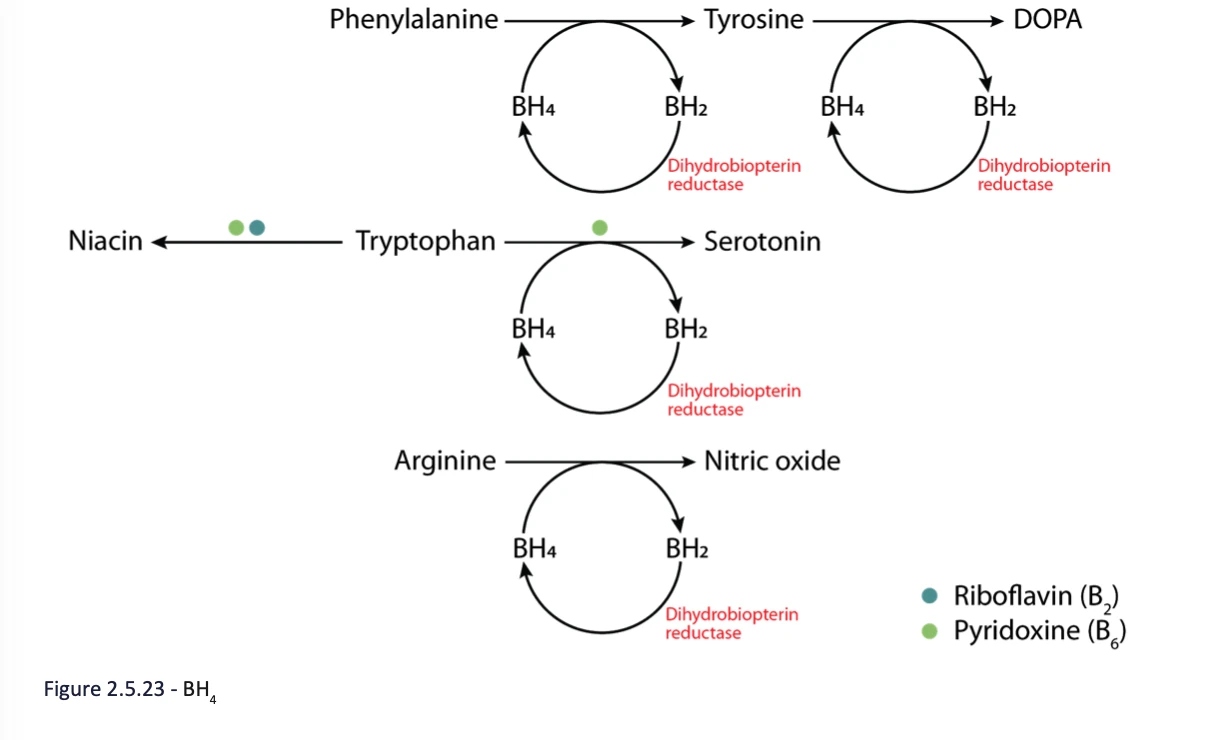 Phenylalanine Tyrosine DOPA
BH₄ BH₂ BH₄ BH₂
Dihydrobiopterin
reductase
Dihydrobiopterin
reductase
Niacin Tryptophan Serotonin
BH₄ BH₂
Dihydrobiopterin
reductase
Arginine Nitric oxide
BH₄ BH₂
Dihydrobiopterin
reductase
Riboflavin (B₂)
Pyridoxine (B₆)
Figure 2.5.23 - BH₄